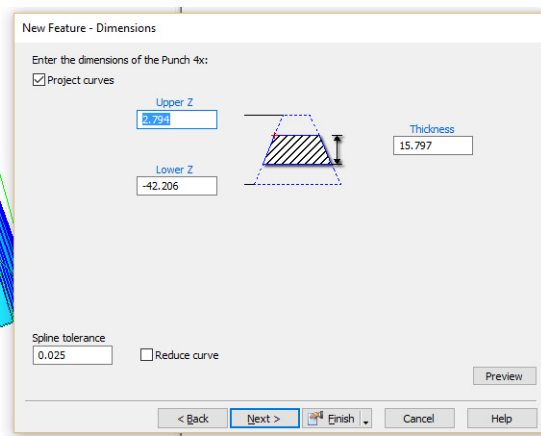 New Feature - Dimensions
Enter the dimensions of the Punch 4x:
Project curves
Upper Z
2.794
Thickness
15.797
Lower Z
-42.206
Spline tolerance
0.025
Reduce curve
Preview
< Back
Next >
Finish
Cancel
Help